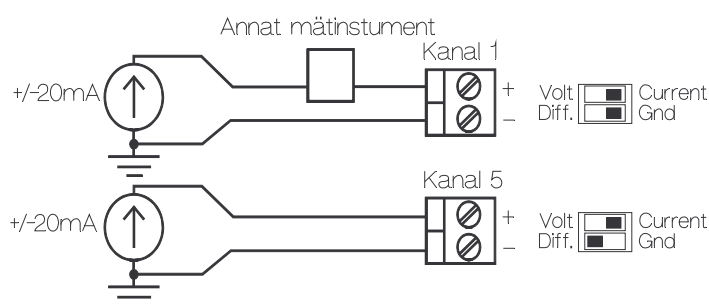 Annat mätinstument
Kanal 1
+/-20mA
+
Volt
Current
−
Diff.
Gnd
Kanal 5
+/-20mA
+
Volt
Current
−
Diff.
Gnd